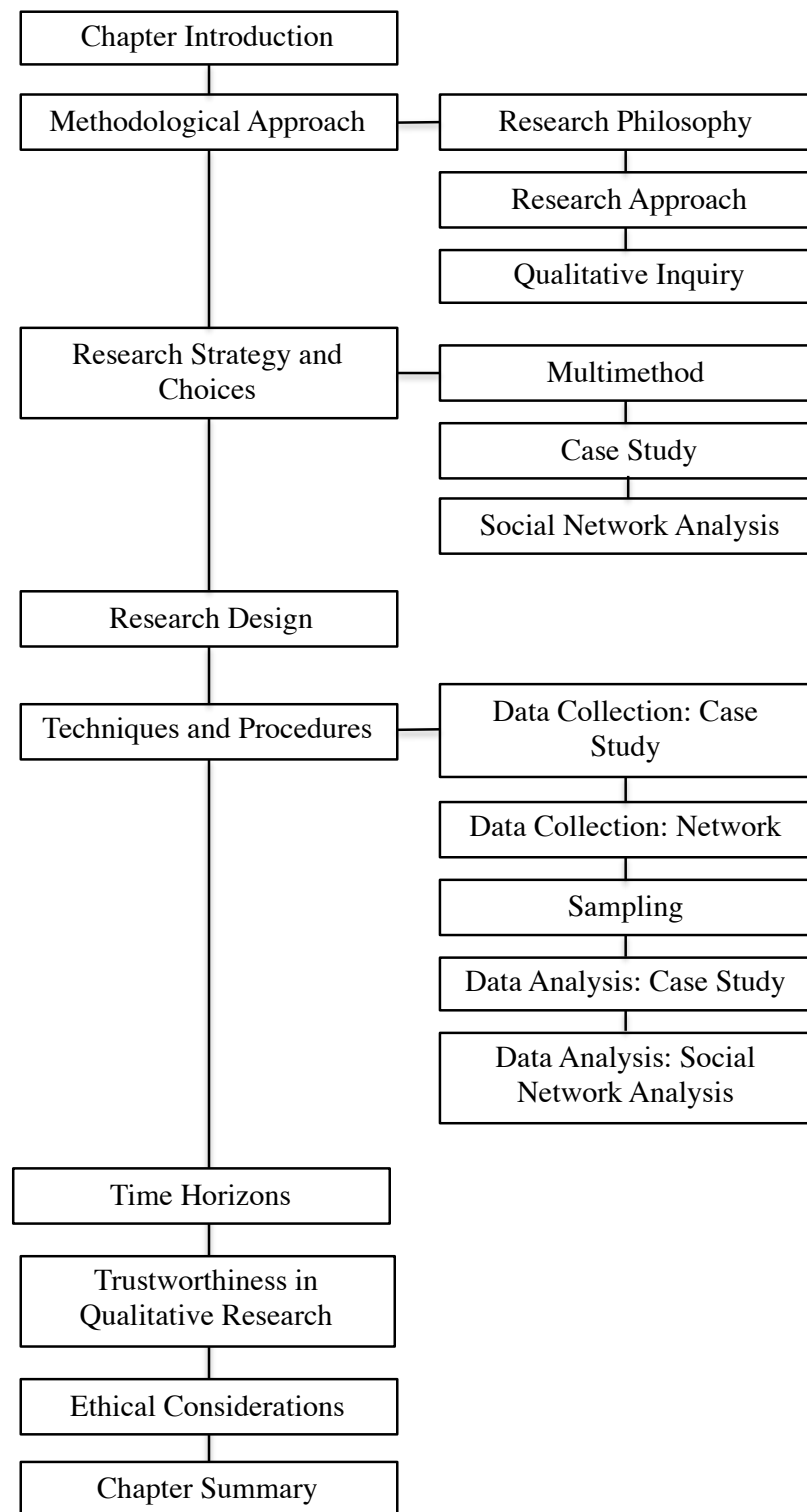 Chapter Introduction
Methodological Approach
Research Philosophy
Research Approach
Qualitative Inquiry
Research Strategy and
Choices
Multimethod
Case Study
Social Network Analysis
Research Design
Techniques and Procedures
Data Collection: Case
Study
Data Collection: Network
Sampling
Data Analysis: Case Study
Data Analysis: Social
Network Analysis
Time Horizons
Trustworthiness in
Qualitative Research
Ethical Considerations
Chapter Summary